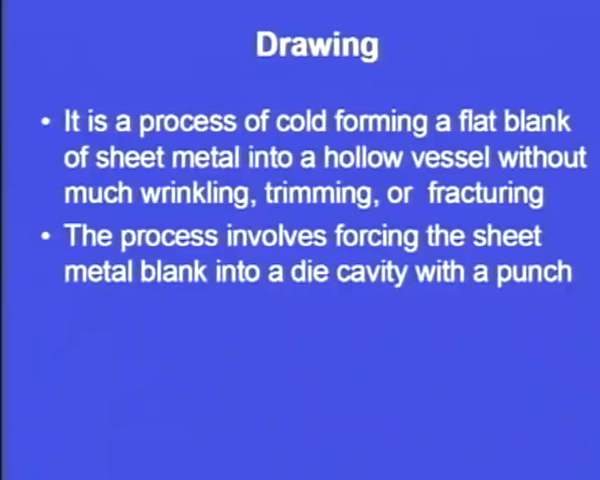 Drawing
• It is a process of cold forming a flat blank
of sheet metal into a hollow vessel without
much wrinkling, trimming, or fracturing
• The process involves forcing the sheet
metal blank into a die cavity with a punch